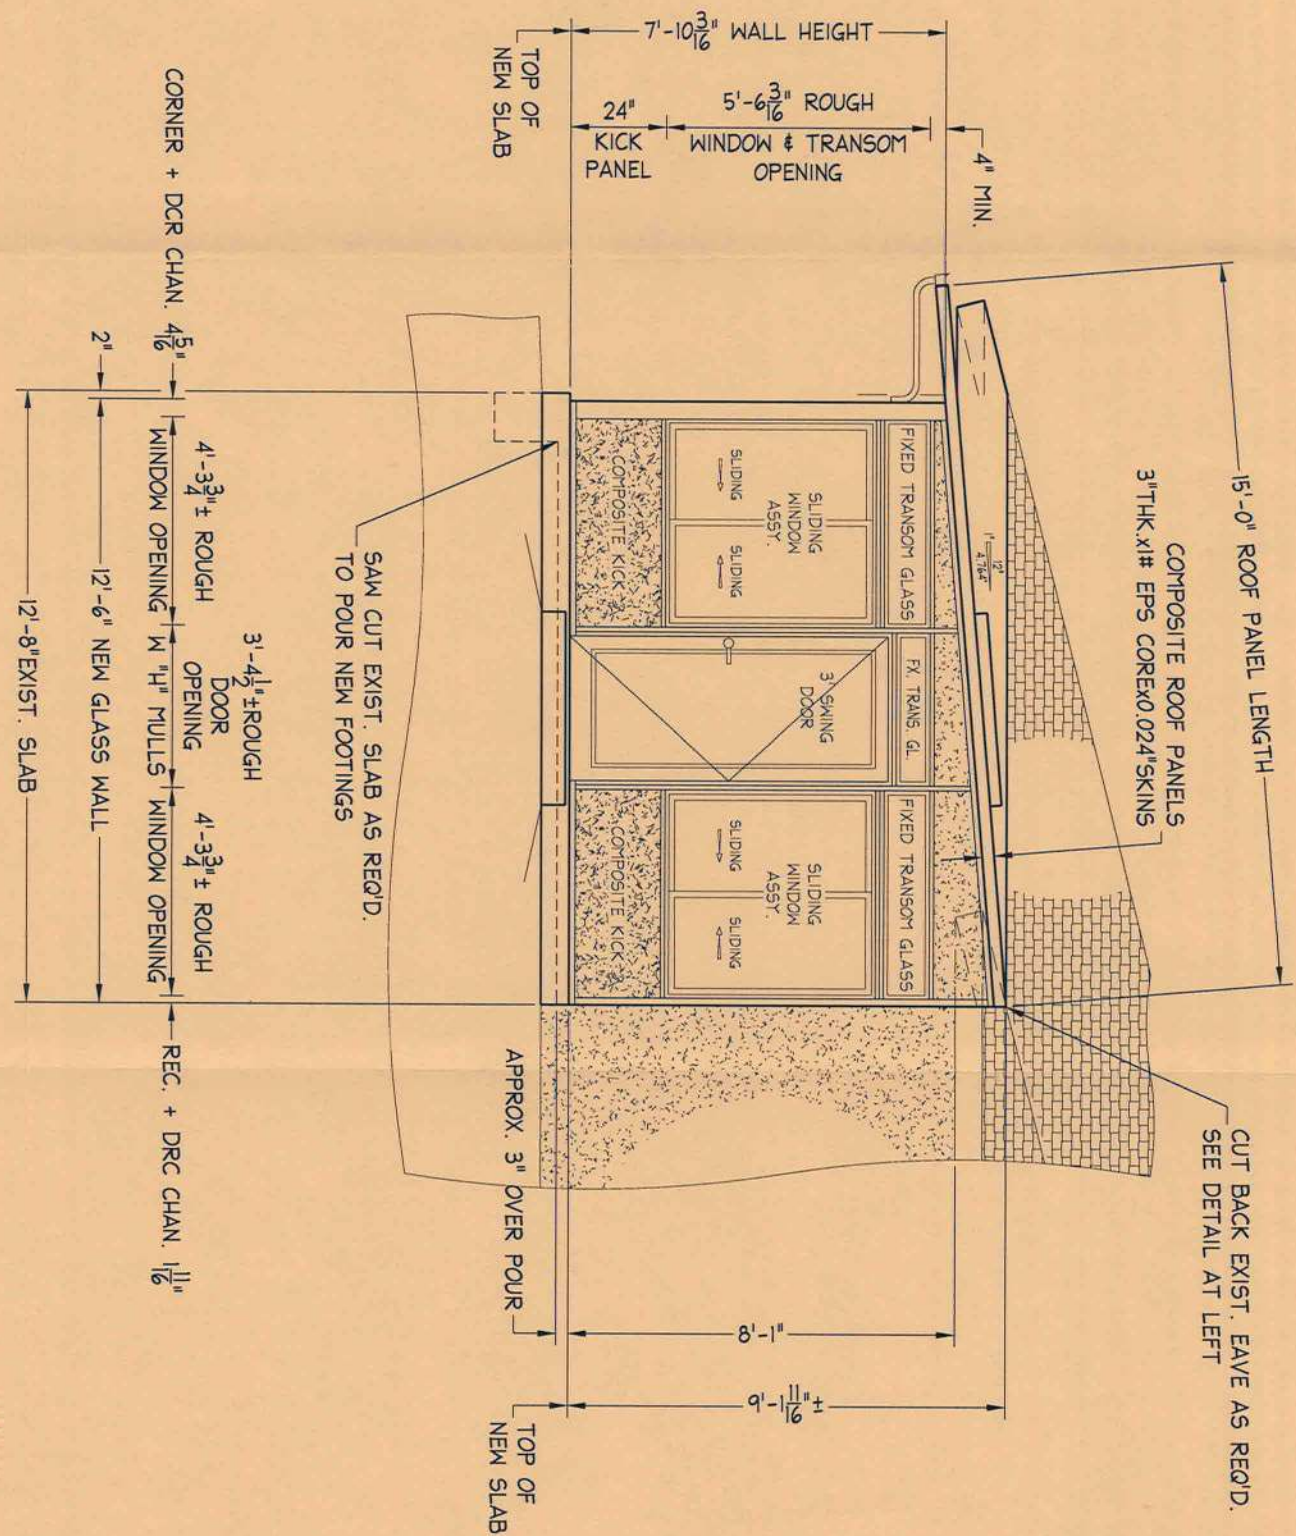 7'-10 3/16" WALL HEIGHT
5'-6 3/16" ROUGH
WINDOW & TRANSOM
OPENING
24"
KICK
PANEL
4" MIN.
TOP OF
NEW SLAB
15'-0" ROOF PANEL LENGTH
COMPOSITE ROOF PANELS
3"THK.x1# EPS COREx0.024"SKINS
12"
1"
4.764°
CUT BACK EXIST. EAVE AS REQ'D.
SEE DETAIL AT LEFT
FIXED TRANSOM GLASS
FX. TRANS. GL.
FIXED TRANSOM GLASS
SLIDING
WINDOW
ASSY.
SLIDING
SLIDING
COMPOSITE KICK
3' SWING
DOOR
SLIDING
WINDOW
ASSY.
SLIDING
SLIDING
COMPOSITE KICK
8'-1"
9'-1 11/16"±
TOP OF
NEW SLAB
APPROX. 3" OVER POUR
SAW CUT EXIST. SLAB AS REQ'D.
TO POUR NEW FOOTINGS
CORNER + DCR CHAN. 4 5/16"
4'-3 3/4"± ROUGH
WINDOW OPENING
3'-4 1/2"±ROUGH
DOOR
OPENING
W "H" MULLS
4'-3 3/4"± ROUGH
WINDOW OPENING
REC. + DRC CHAN. 1 11/16"
2"
12'-6" NEW GLASS WALL
12'-8"EXIST. SLAB